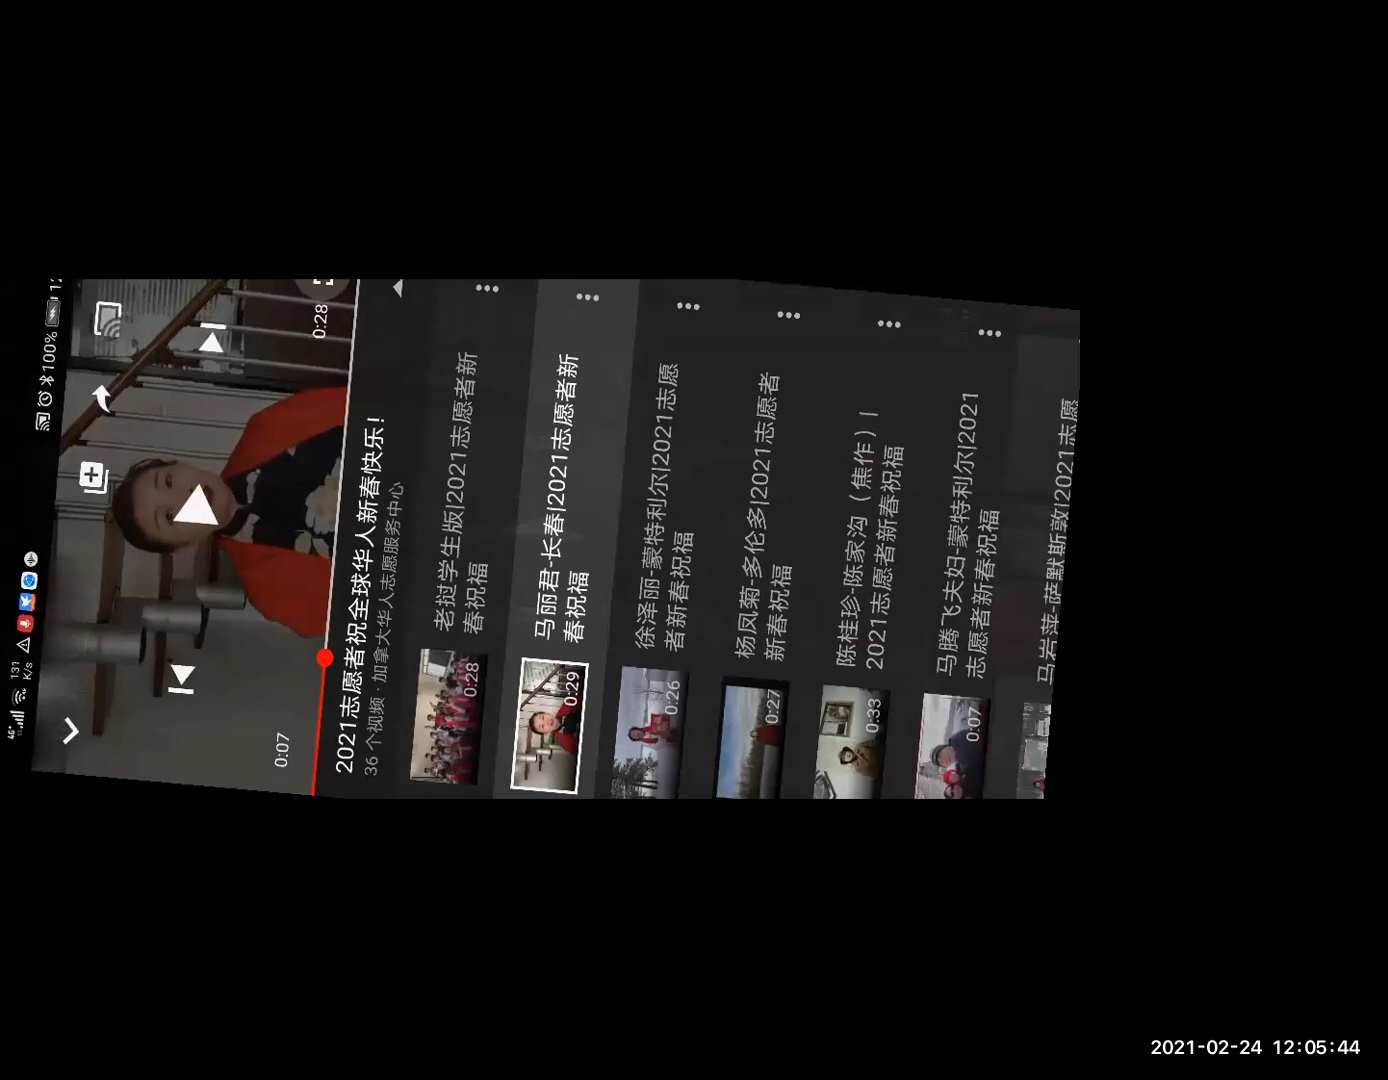 4G+
131
K/s
100%
0:07
0:28
2021志愿者祝全球华人新春快乐！
36 个视频 · 加拿大华人志愿服务中心
老挝学生版|2021志愿者新
春祝福
0:28
马丽君-长春|2021志愿者新
春祝福
0:29
徐泽丽-蒙特利尔|2021志愿
者新春祝福
0:26
杨凤菊-多伦多|2021志愿者
新春祝福
0:27
陈桂珍-陈家沟（焦作）|
2021志愿者新春祝福
0:33
马腾飞夫妇-蒙特利尔|2021
志愿者新春祝福
0:07
马岩萍-萨默斯敦|2021志愿
2021-02-24 12:05:44